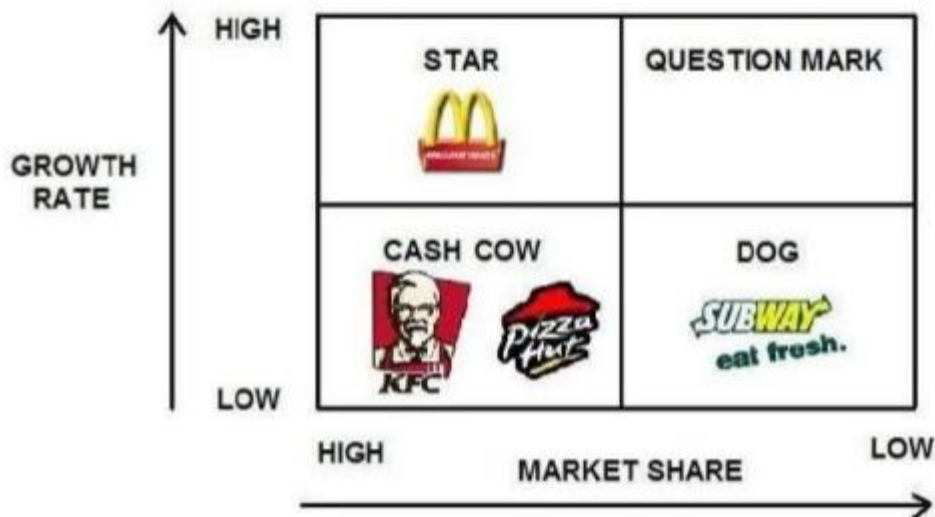 HIGH
STAR
QUESTION MARK
GROWTH
RATE
CASH COW
DOG
KFC
Pizza
Hut
SUBWAY
eat fresh.
LOW
HIGH
MARKET SHARE
LOW